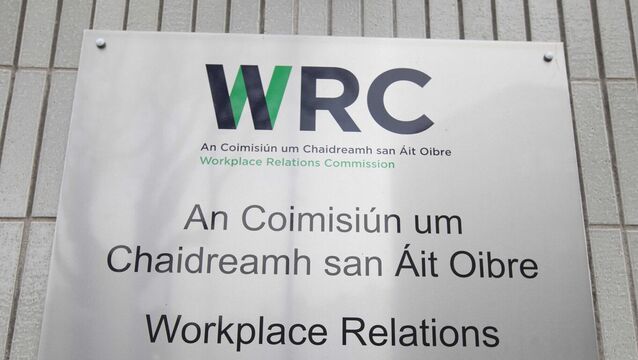 WRC
An Coimisiún um Chaidreamh san Áit Oibre
Workplace Relations Commission
An Coimisiún um
Chaidreamh san Áit Oibre
Workplace Relations